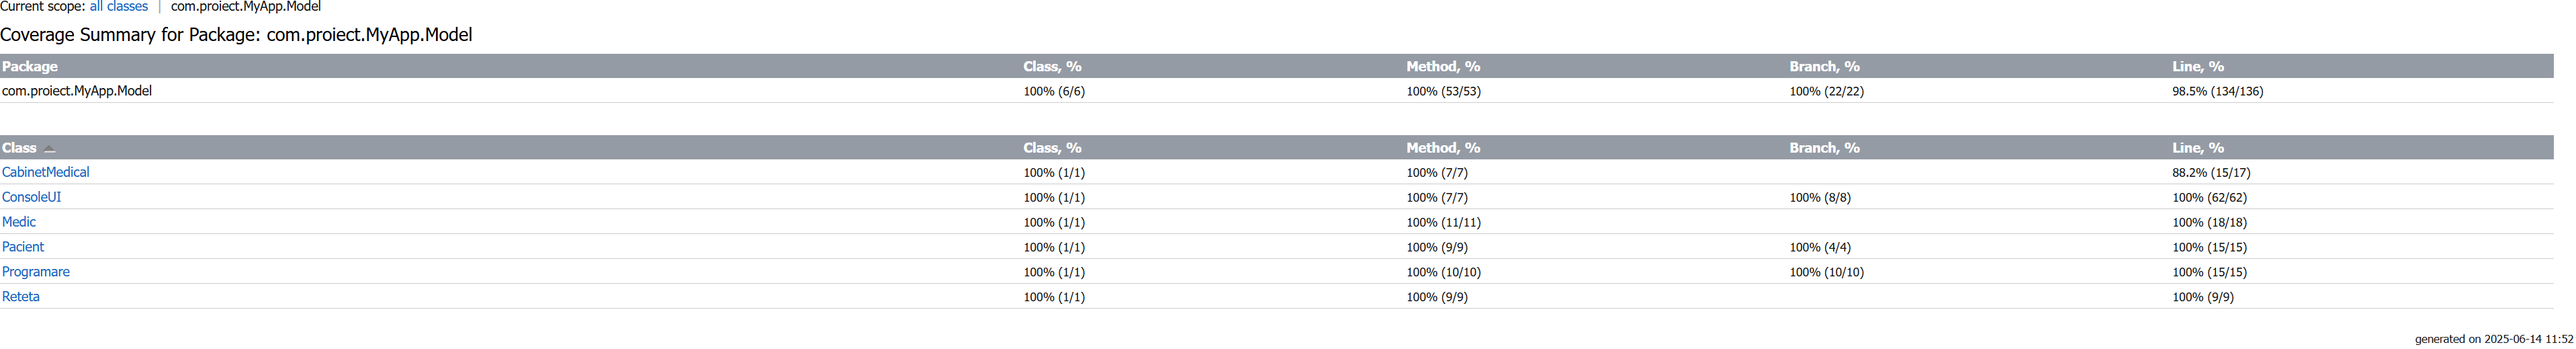 Current scope: all classes | com.proiect.MyApp.Model
Coverage Summary for Package: com.proiect.MyApp.Model
Package Class, % Method, % Branch, % Line, %
com.proiect.MyApp.Model 100% (6/6) 100% (53/53) 100% (22/22) 98.5% (134/136)
Class Class, % Method, % Branch, % Line, %
CabinetMedical 100% (1/1) 100% (7/7) 88.2% (15/17)
ConsoleUI 100% (1/1) 100% (7/7) 100% (8/8) 100% (62/62)
Medic 100% (1/1) 100% (11/11) 100% (18/18)
Pacient 100% (1/1) 100% (9/9) 100% (4/4) 100% (15/15)
Programare 100% (1/1) 100% (10/10) 100% (10/10) 100% (15/15)
Reteta 100% (1/1) 100% (9/9) 100% (9/9)
generated on 2025-06-14 11:52